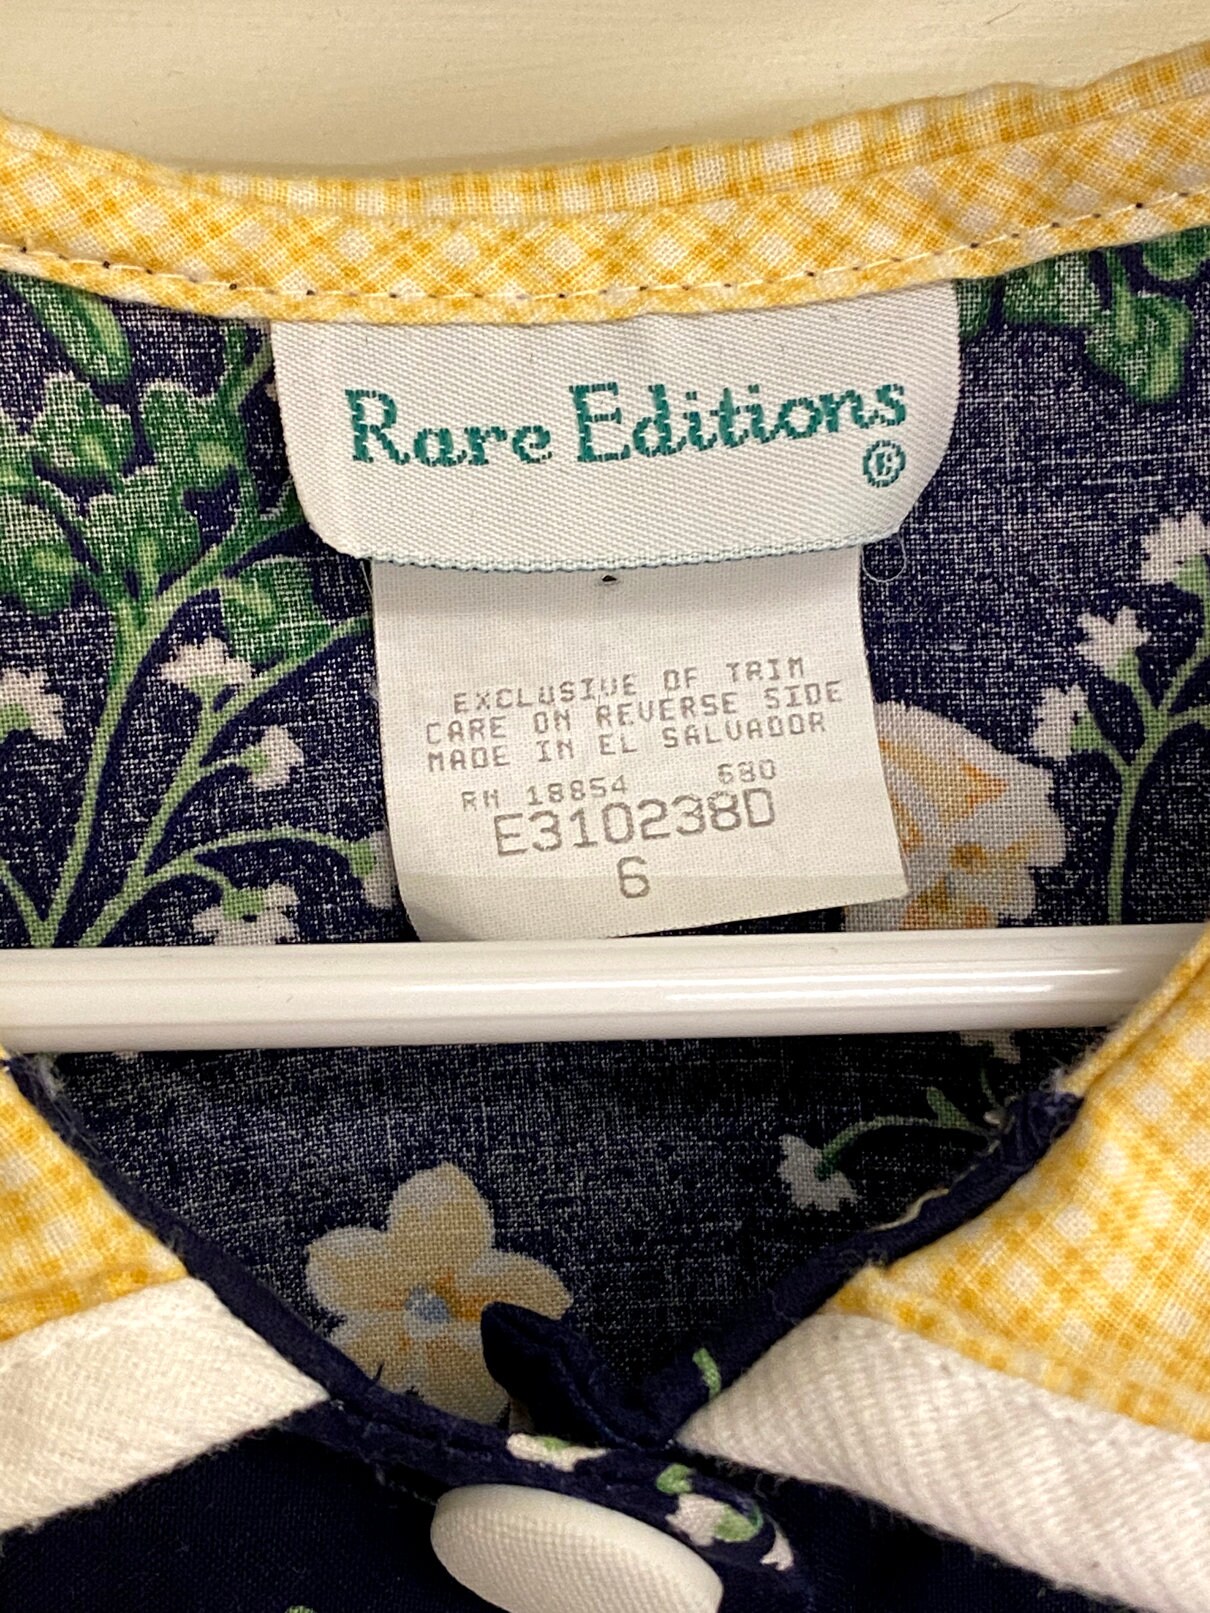 Rare Editions
®
EXCLUSIVE OF TRIM
CARE ON REVERSE SIDE
MADE IN EL SALVADOR
RN 18854 680
E310238D
6